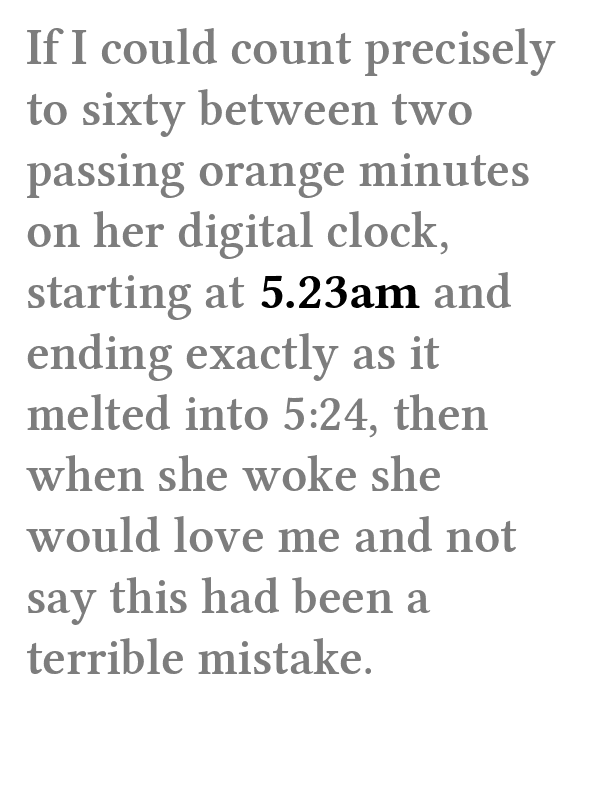 If I could count precisely
to sixty between two
passing orange minutes
on her digital clock,
starting at 5.23am and
ending exactly as it
melted into 5:24, then
when she woke she
would love me and not
say this had been a
terrible mistake.